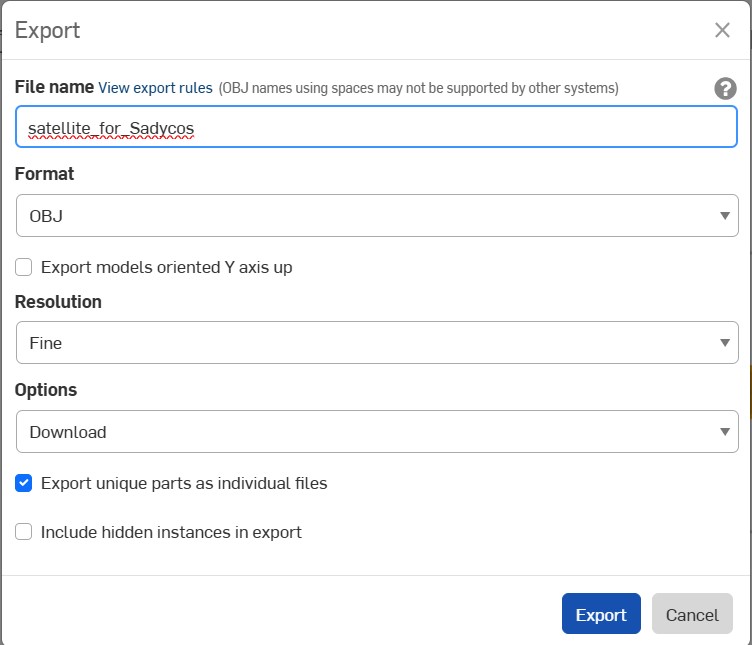 Export
File name View export rules (OBJ names using spaces may not be supported by other systems)
satellite_for_Sadycos
Format
OBJ
Export models oriented Y axis up
Resolution
Fine
Options
Download
Export unique parts as individual files
Include hidden instances in export
Export Cancel